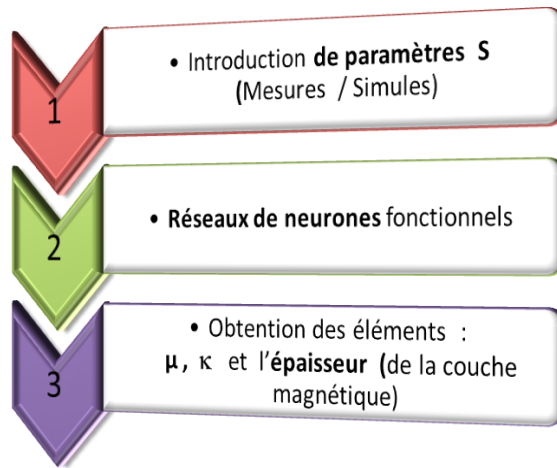 1
• Introduction de paramètres S
(Mesures / Simules)
2
• Réseaux de neurones fonctionnels
3
• Obtention des éléments :
μ, κ et l'épaisseur (de la couche
magnétique)